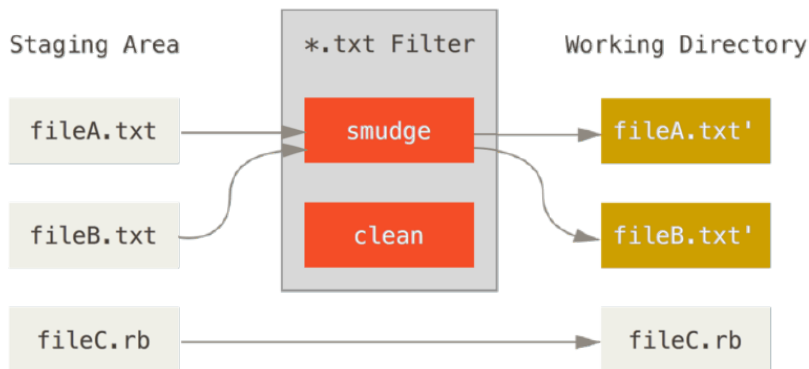 Staging Area
*.txt Filter
Working Directory
fileA.txt
smudge
fileA.txt'
fileB.txt
clean
fileB.txt'
fileC.rb
fileC.rb